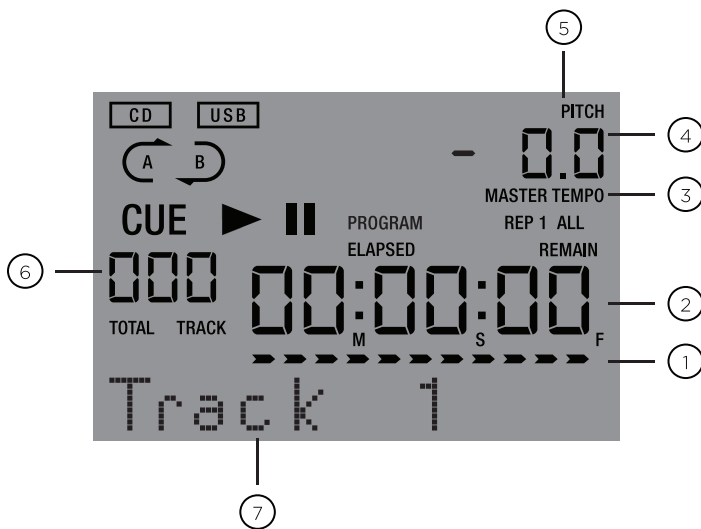 5
CD USB PITCH
4
A B - 0.0
MASTER TEMPO 3
CUE PROGRAM REP 1 ALL
ELAPSED REMAIN
6 000 00:00:00 2
TOTAL TRACK M S F
1
Track 1
7